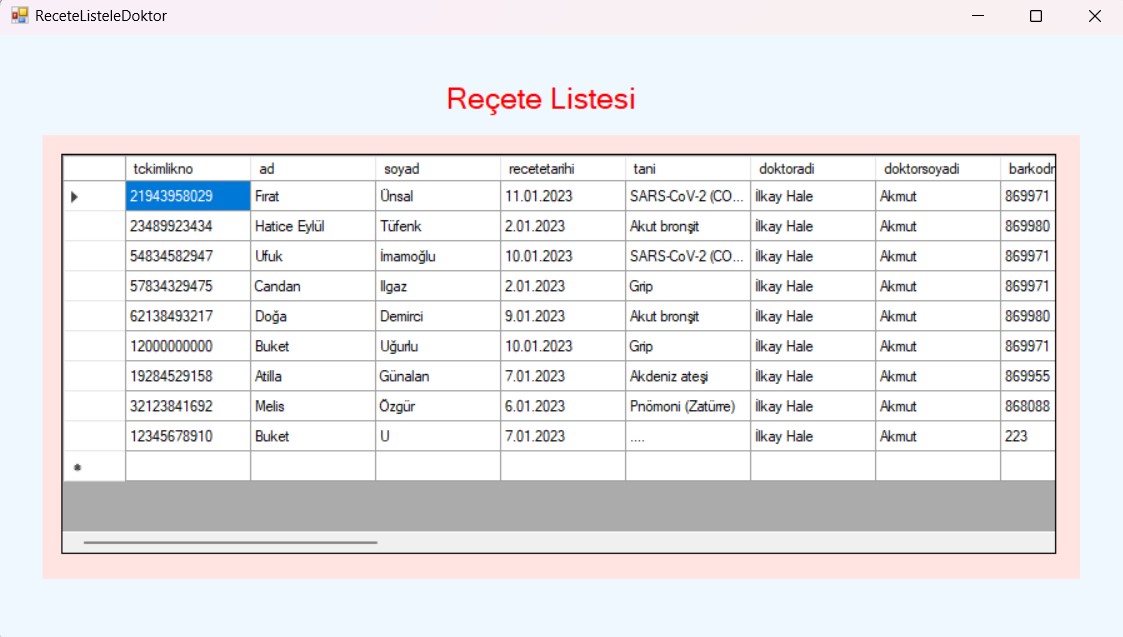 ReceteListeleDoktor
Reçete Listesi
tckimlikno ad soyad recetetarihi tani doktoradi doktorsoyadi barkodr
21943958029 Fırat Ünsal 11.01.2023 SARS-CoV-2 (CO... İlkay Hale Akmut 869971
23489923434 Hatice Eylül Tüfenk 2.01.2023 Akut bronşit İlkay Hale Akmut 869980
54834582947 Ufuk İmamoğlu 10.01.2023 SARS-CoV-2 (CO... İlkay Hale Akmut 869971
57834329475 Candan Ilgaz 2.01.2023 Grip İlkay Hale Akmut 869971
62138493217 Doğa Demirci 9.01.2023 Akut bronşit İlkay Hale Akmut 869980
12000000000 Buket Uğurlu 10.01.2023 Grip İlkay Hale Akmut 869971
19284529158 Atilla Günalan 7.01.2023 Akdeniz ateşi İlkay Hale Akmut 869955
32123841692 Melis Özgür 6.01.2023 Pnömoni (Zatürre) İlkay Hale Akmut 868088
12345678910 Buket U 7.01.2023 .... İlkay Hale Akmut 223